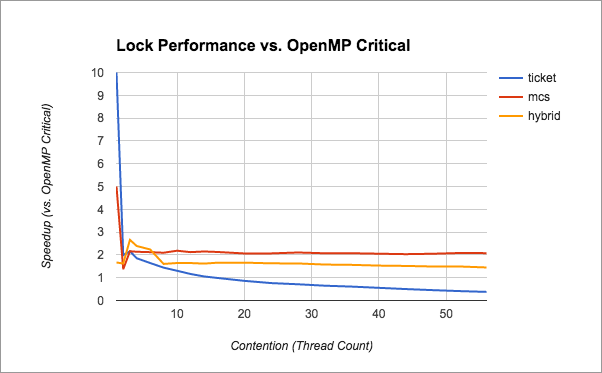 Lock Performance vs. OpenMP Critical
10
9
8
7
6
5
4
3
2
1
0
Speedup (vs. OpenMP Critical)
10 20 30 40 50
Contention (Thread Count)
ticket
mcs
hybrid